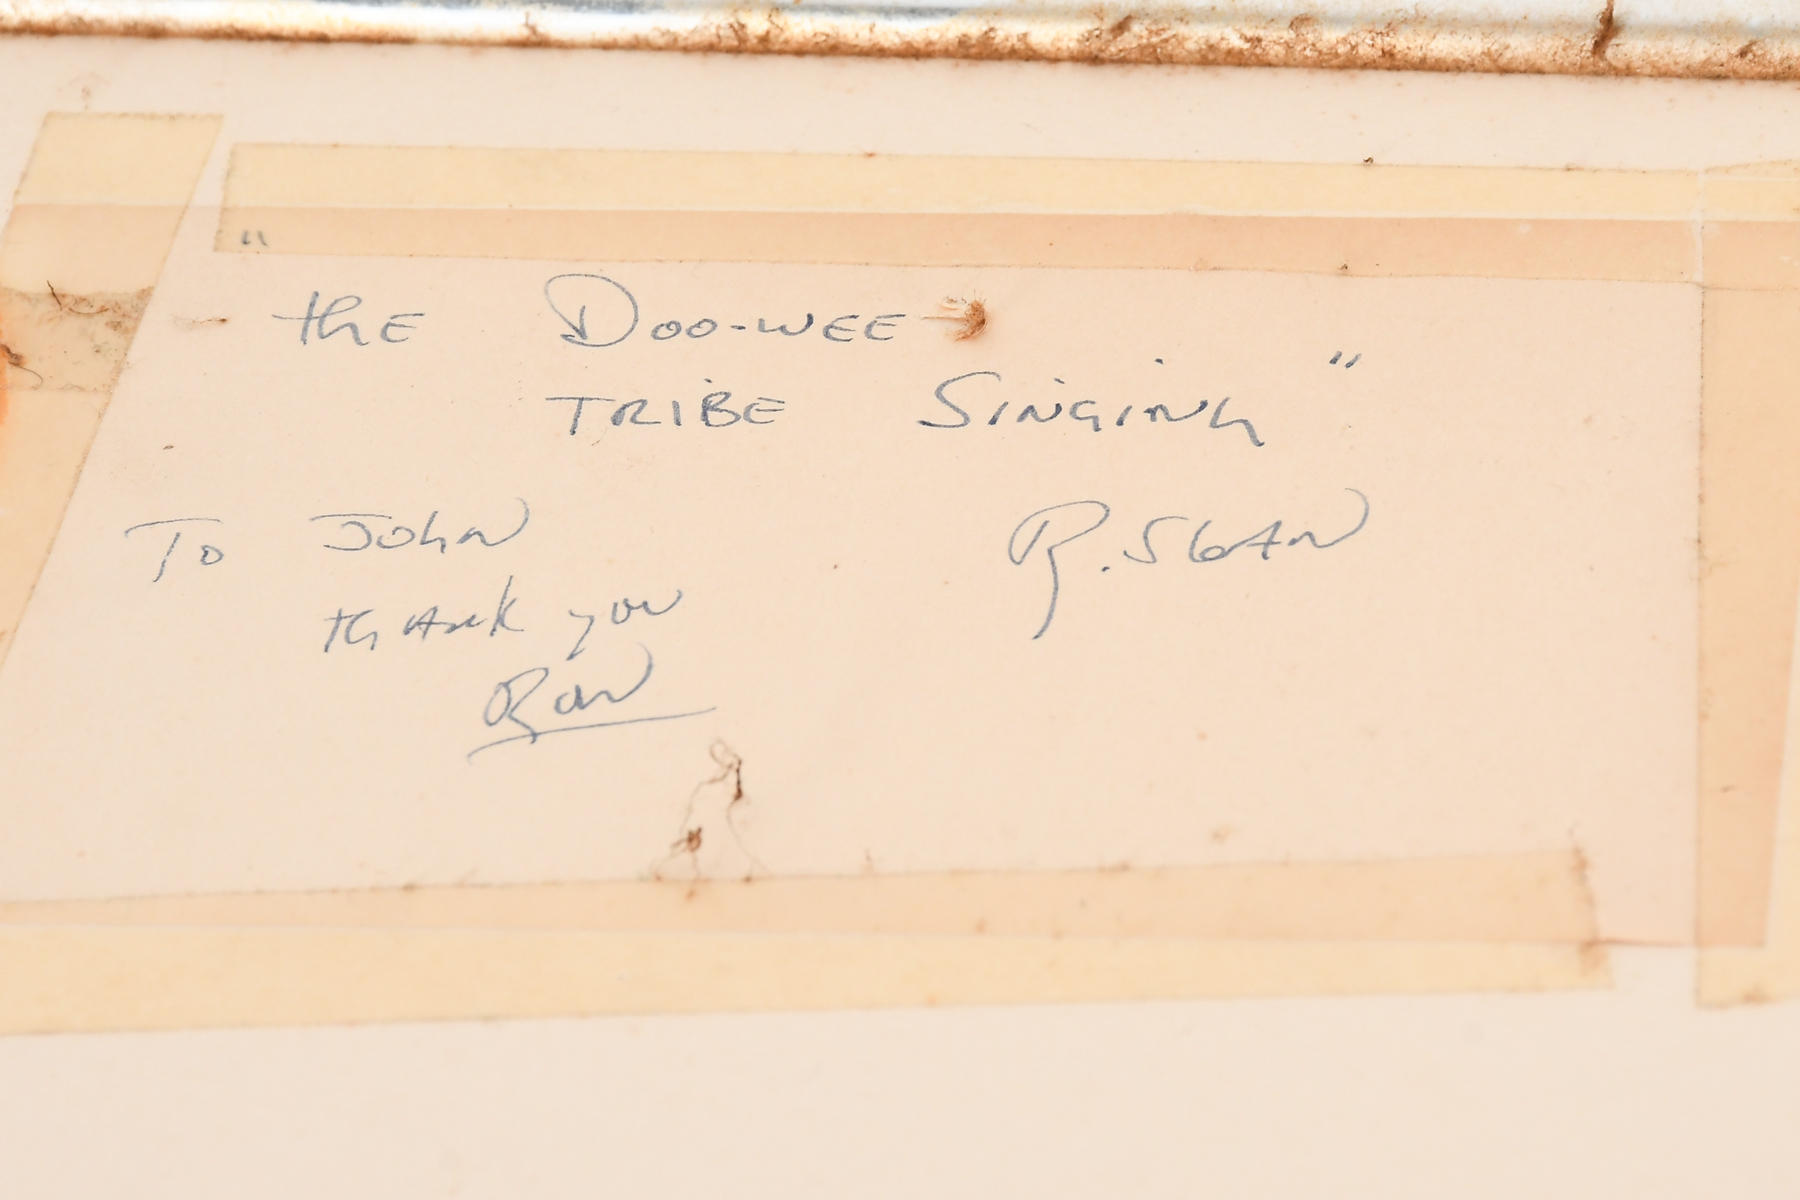 "
the Doo-wee
TRIBE SINGING "
To John
R. Sloan
thank you
Ron